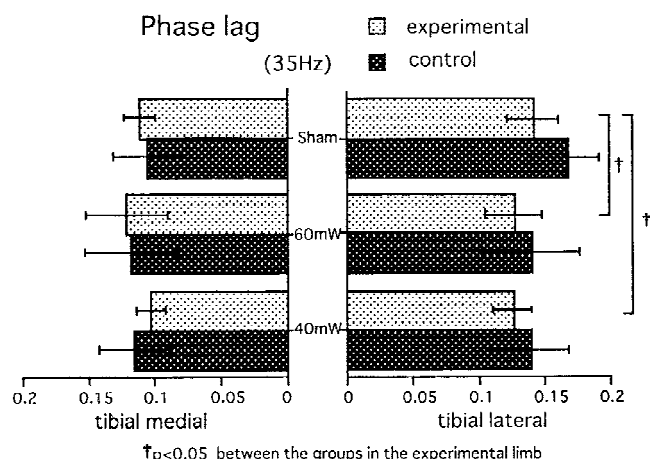 Phase lag
(35Hz)
experimental
control
Sham
60mW
40mW
†
†
0.2 0.15 0.1 0.05 0
0 0.05 0.1 0.15 0.2
tibial medial
tibial lateral
†p<0.05 between the groups in the experimental limb